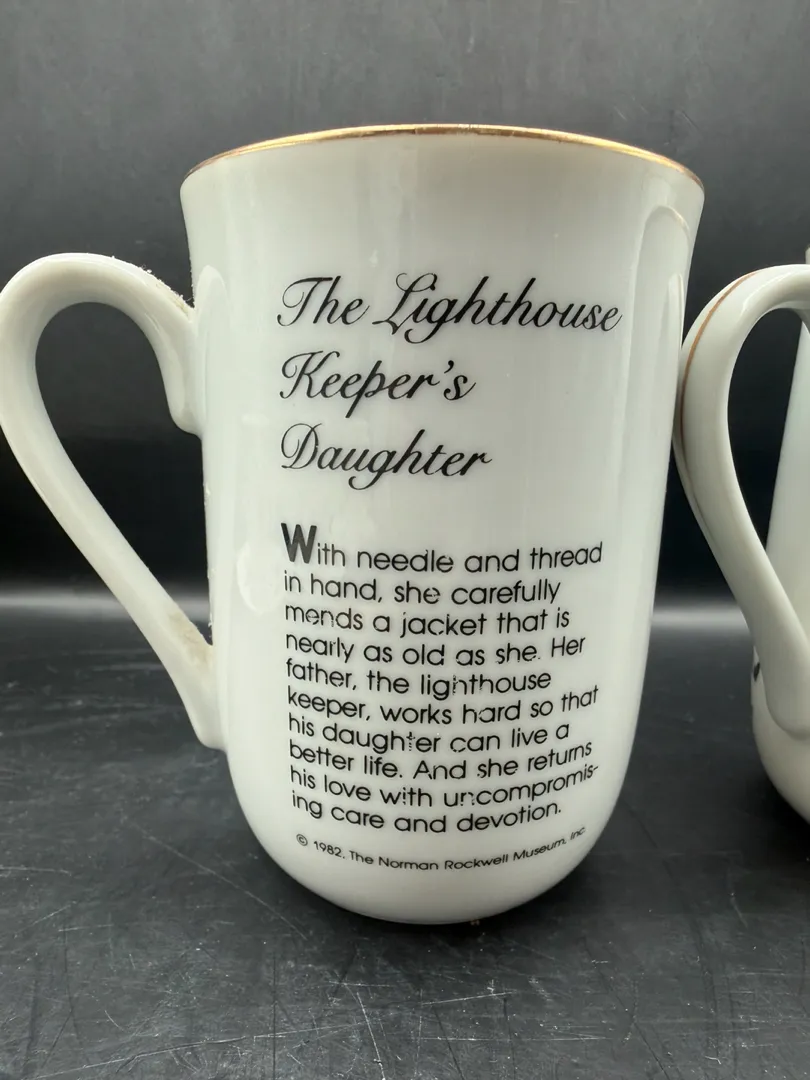 The Lighthouse
Keeper's
Daughter
With needle and thread
in hand, she carefully
mends a jacket that is
nearly as old as she. Her
father, the lighthouse
keeper, works hard so that
his daughter can live a
better life. And she returns
his love with uncompromis-
ing care and devotion.
© 1982, The Norman Rockwell Museum, Inc.